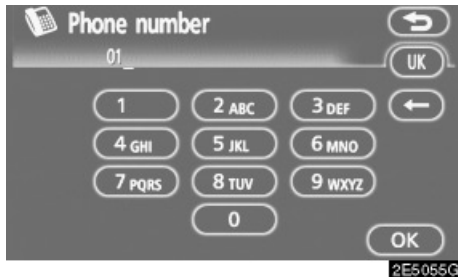 Phone number
01_
UK
1 2 ABC 3 DEF
4 GHI 5 JKL 6 MNO
7 PQRS 8 TUV 9 WXYZ
0
OK
2E5055G